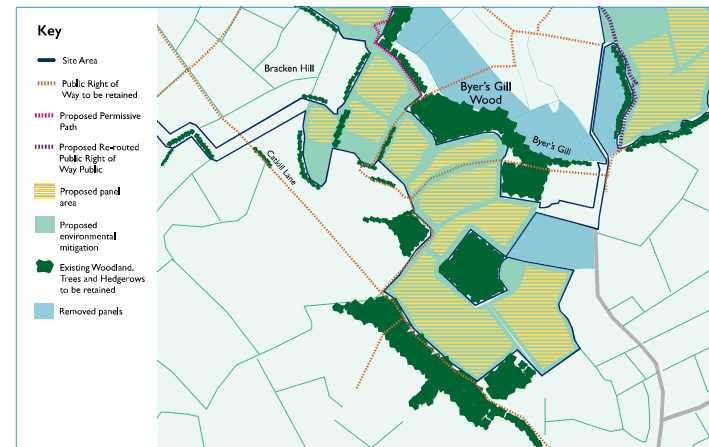 Key
Site Area
Public Right of
Way to be retained
Proposed Permissive
Path
Proposed Re-routed
Public Right of
Way Public
Proposed panel
area
Proposed
environmental
mitigation
Existing Woodland,
Trees and Hedgerows
to be retained
Removed panels
Bracken Hill
Byer's Gill
Wood
Byer's Gill
Catkill Lane